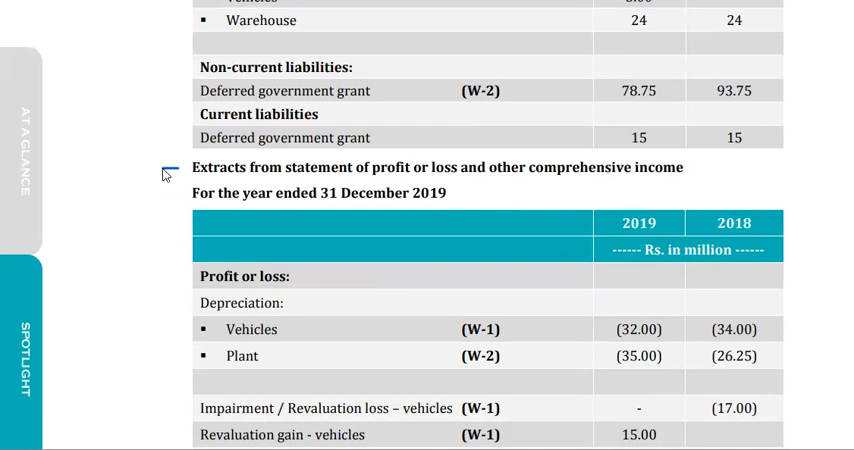 ▪ Warehouse 24 24
Non-current liabilities:
Deferred government grant (W-2) 78.75 93.75
Current liabilities
Deferred government grant 15 15
Extracts from statement of profit or loss and other comprehensive income
For the year ended 31 December 2019
2019 2018
------ Rs. in million ------
Profit or loss:
Depreciation:
▪ Vehicles (W-1) (32.00) (34.00)
▪ Plant (W-2) (35.00) (26.25)
Impairment / Revaluation loss – vehicles (W-1) - (17.00)
Revaluation gain - vehicles (W-1) 15.00
AT A GLANCE
SPOTLIGHT